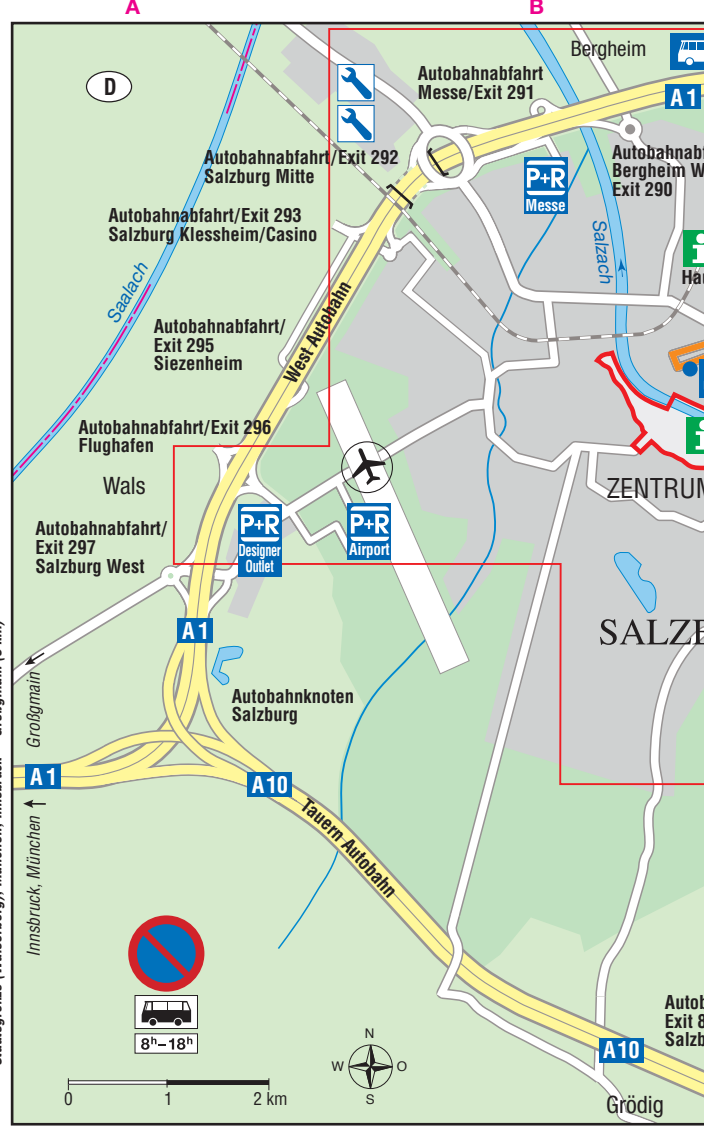 A
B
Bergheim
D
Autobahnabfahrt
Messe/Exit 291
A1
Autobahnabfahrt/Exit 292
Salzburg Mitte
P+R
Messe
Bergheim W
Exit 290
Autobahnabfahrt/Exit 293
Salzburg Klessheim/Casino
Salzach
Saalach
i
West Autobahn
Autobahnabfahrt/
Exit 295
Siezenheim
Autobahnabfahrt/Exit 296
Flughafen
i
Wals
ZENTRUM
P+R
Designer
Outlet
P+R
Airport
Autobahnabfahrt/
Exit 297
Salzburg West
A1
SALZB
Großgmain
Autobahnknoten
Salzburg
A1
A10
Tauern Autobahn
Innsbruck, München
8h–18h
Exit 8
Salzb
N
W
O
S
A10
0
1
2 km
Grödig